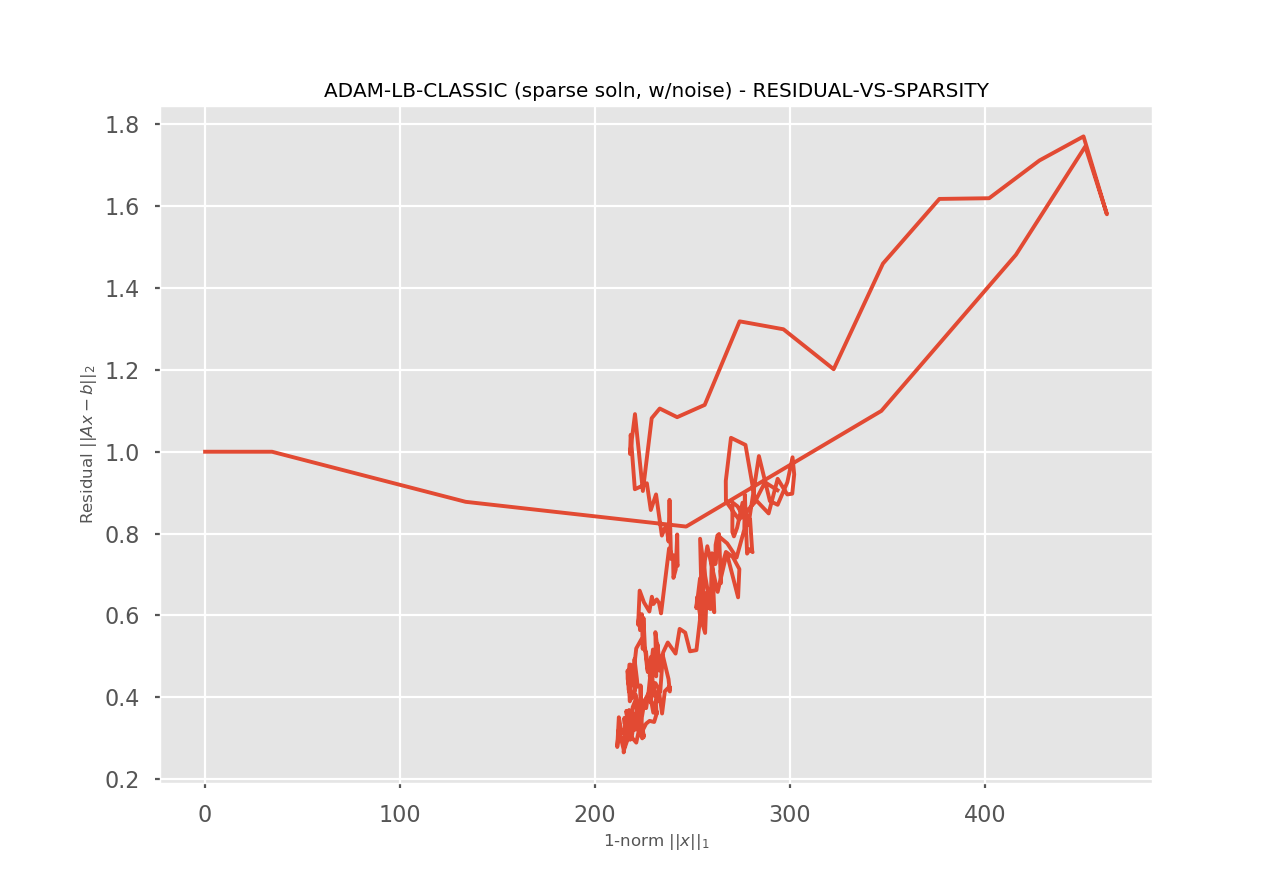 ADAM-LB-CLASSIC (sparse soln, w/noise) - RESIDUAL-VS-SPARSITY
1.8
1.6
1.4
1.2
1.0
0.8
0.6
0.4
0.2
Residual ||Ax − b||₂
0 100 200 300 400
1-norm ||x||₁